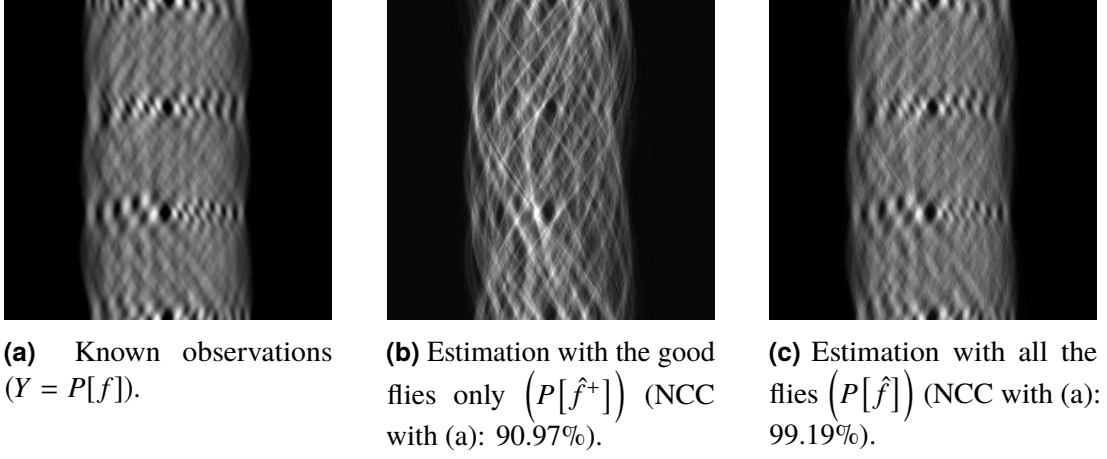 (a) Known observations
(Y = P[f]).
(b) Estimation with the good
flies only (P[f̂⁺]) (NCC
with (a): 90.97%).
(c) Estimation with all the
flies (P[f̂]) (NCC with (a):
99.19%).